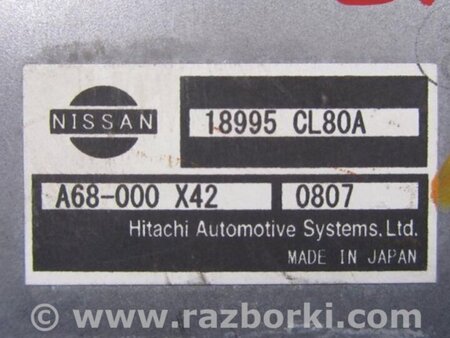 NISSAN
18995 CL80A
A68-000 X42
0807
Hitachi Automotive Systems,Ltd.
MADE IN JAPAN
© www.razborki.com